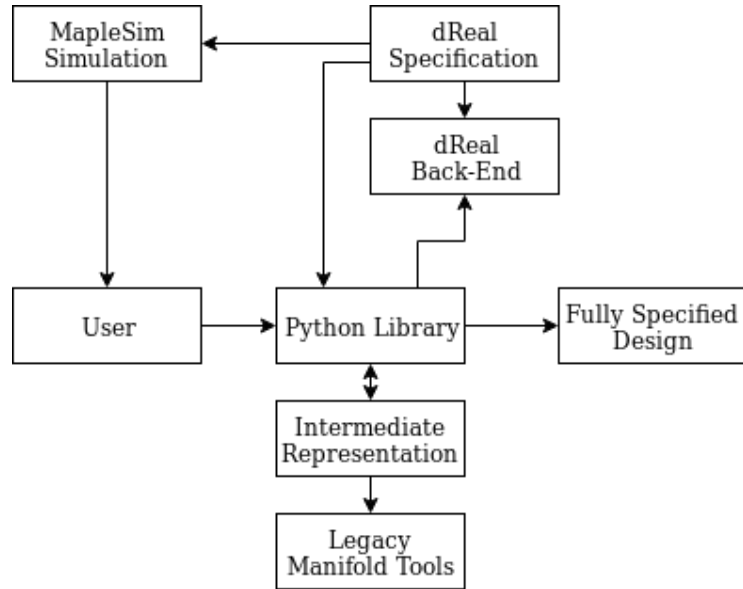 MapleSim
Simulation
dReal
Specification
dReal
Back-End
User
Python Library
Fully Specified
Design
Intermediate
Representation
Legacy
Manifold Tools